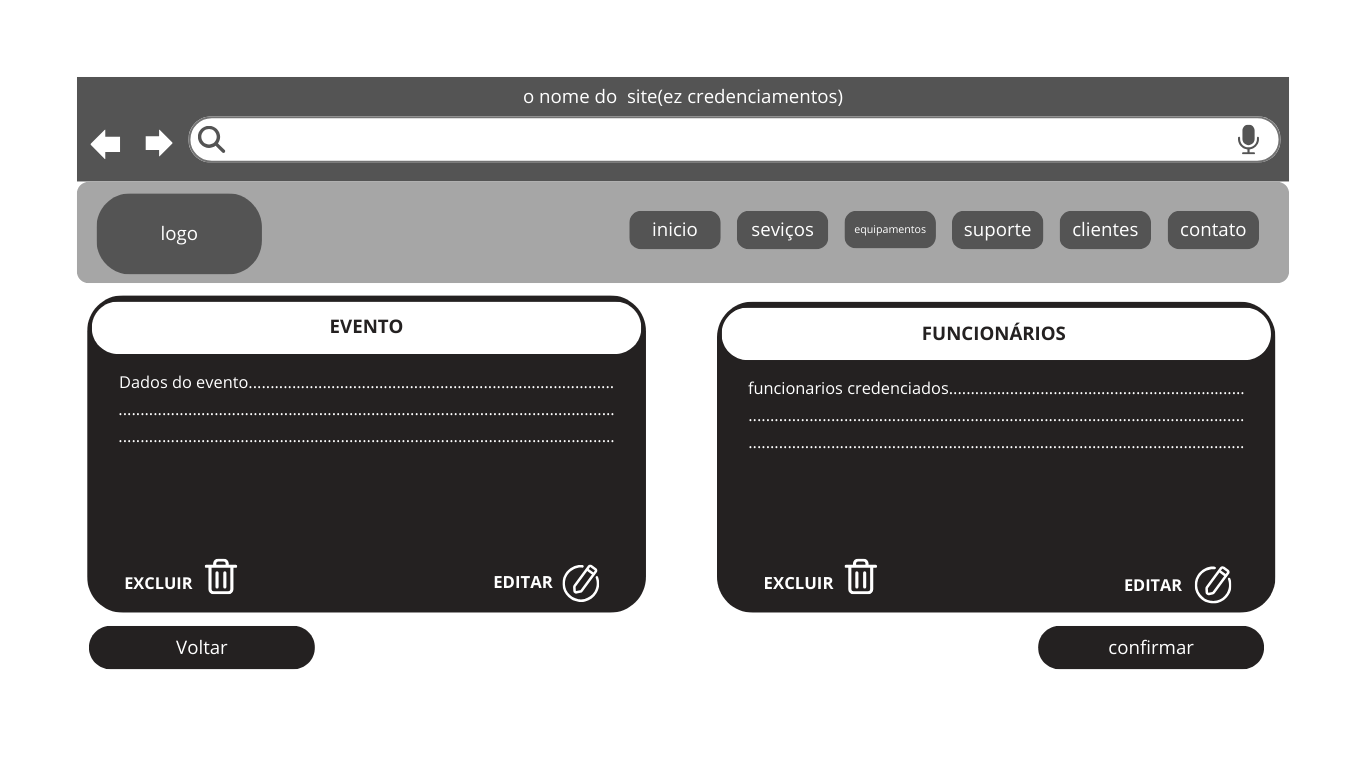 o nome do  site(ez credenciamentos)
logo
inicio
seviços
equipamentos
suporte
clientes
contato
EVENTO
Dados do evento...................................................................................
.................................................................................................................
.................................................................................................................
EXCLUIR
EDITAR
FUNCIONÁRIOS
funcionarios credenciados...................................................................
.................................................................................................................
.................................................................................................................
EXCLUIR
EDITAR
Voltar
confirmar